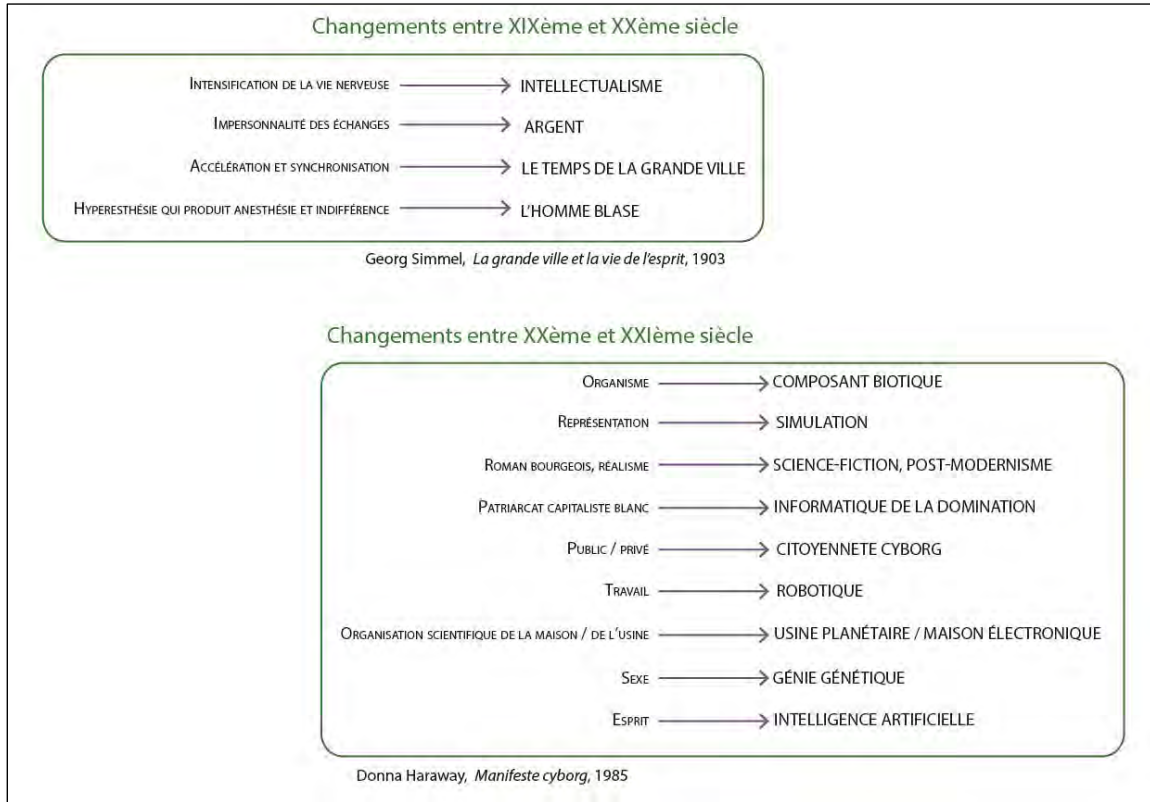 Changements entre XIXème et XXème siècle
Intensification de la vie nerveuse → INTELLECTUALISME
Impersonnalité des échanges → ARGENT
Accélération et synchronisation → LE TEMPS DE LA GRANDE VILLE
Hyperesthésie qui produit anesthésie et indifférence → L'HOMME BLASE
Georg Simmel, La grande ville et la vie de l'esprit, 1903
Changements entre XXème et XXIème siècle
Organisme → COMPOSANT BIOTIQUE
Représentation → SIMULATION
Roman bourgeois, réalisme → SCIENCE-FICTION, POST-MODERNISME
Patriarcat capitaliste blanc → INFORMATIQUE DE LA DOMINATION
Public / privé → CITOYENNETE CYBORG
Travail → ROBOTIQUE
Organisation scientifique de la maison / de l'usine → USINE PLANÉTAIRE / MAISON ÉLECTRONIQUE
Sexe → GÉNIE GÉNÉTIQUE
Esprit → INTELLIGENCE ARTIFICIELLE
Donna Haraway, Manifeste cyborg, 1985